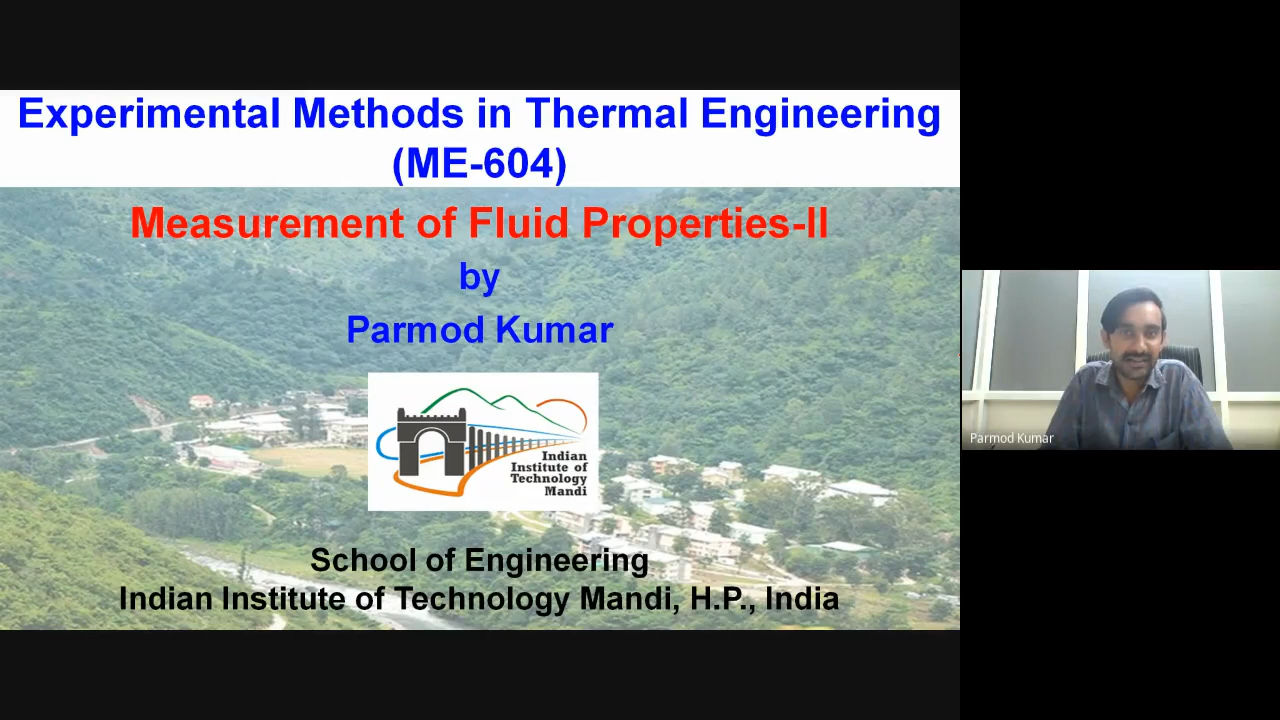 Experimental Methods in Thermal Engineering
(ME-604)
Measurement of Fluid Properties-II
by
Parmod Kumar
Indian
Institute of
Technology
Mandi
School of Engineering
Indian Institute of Technology Mandi, H.P., India
Parmod Kumar